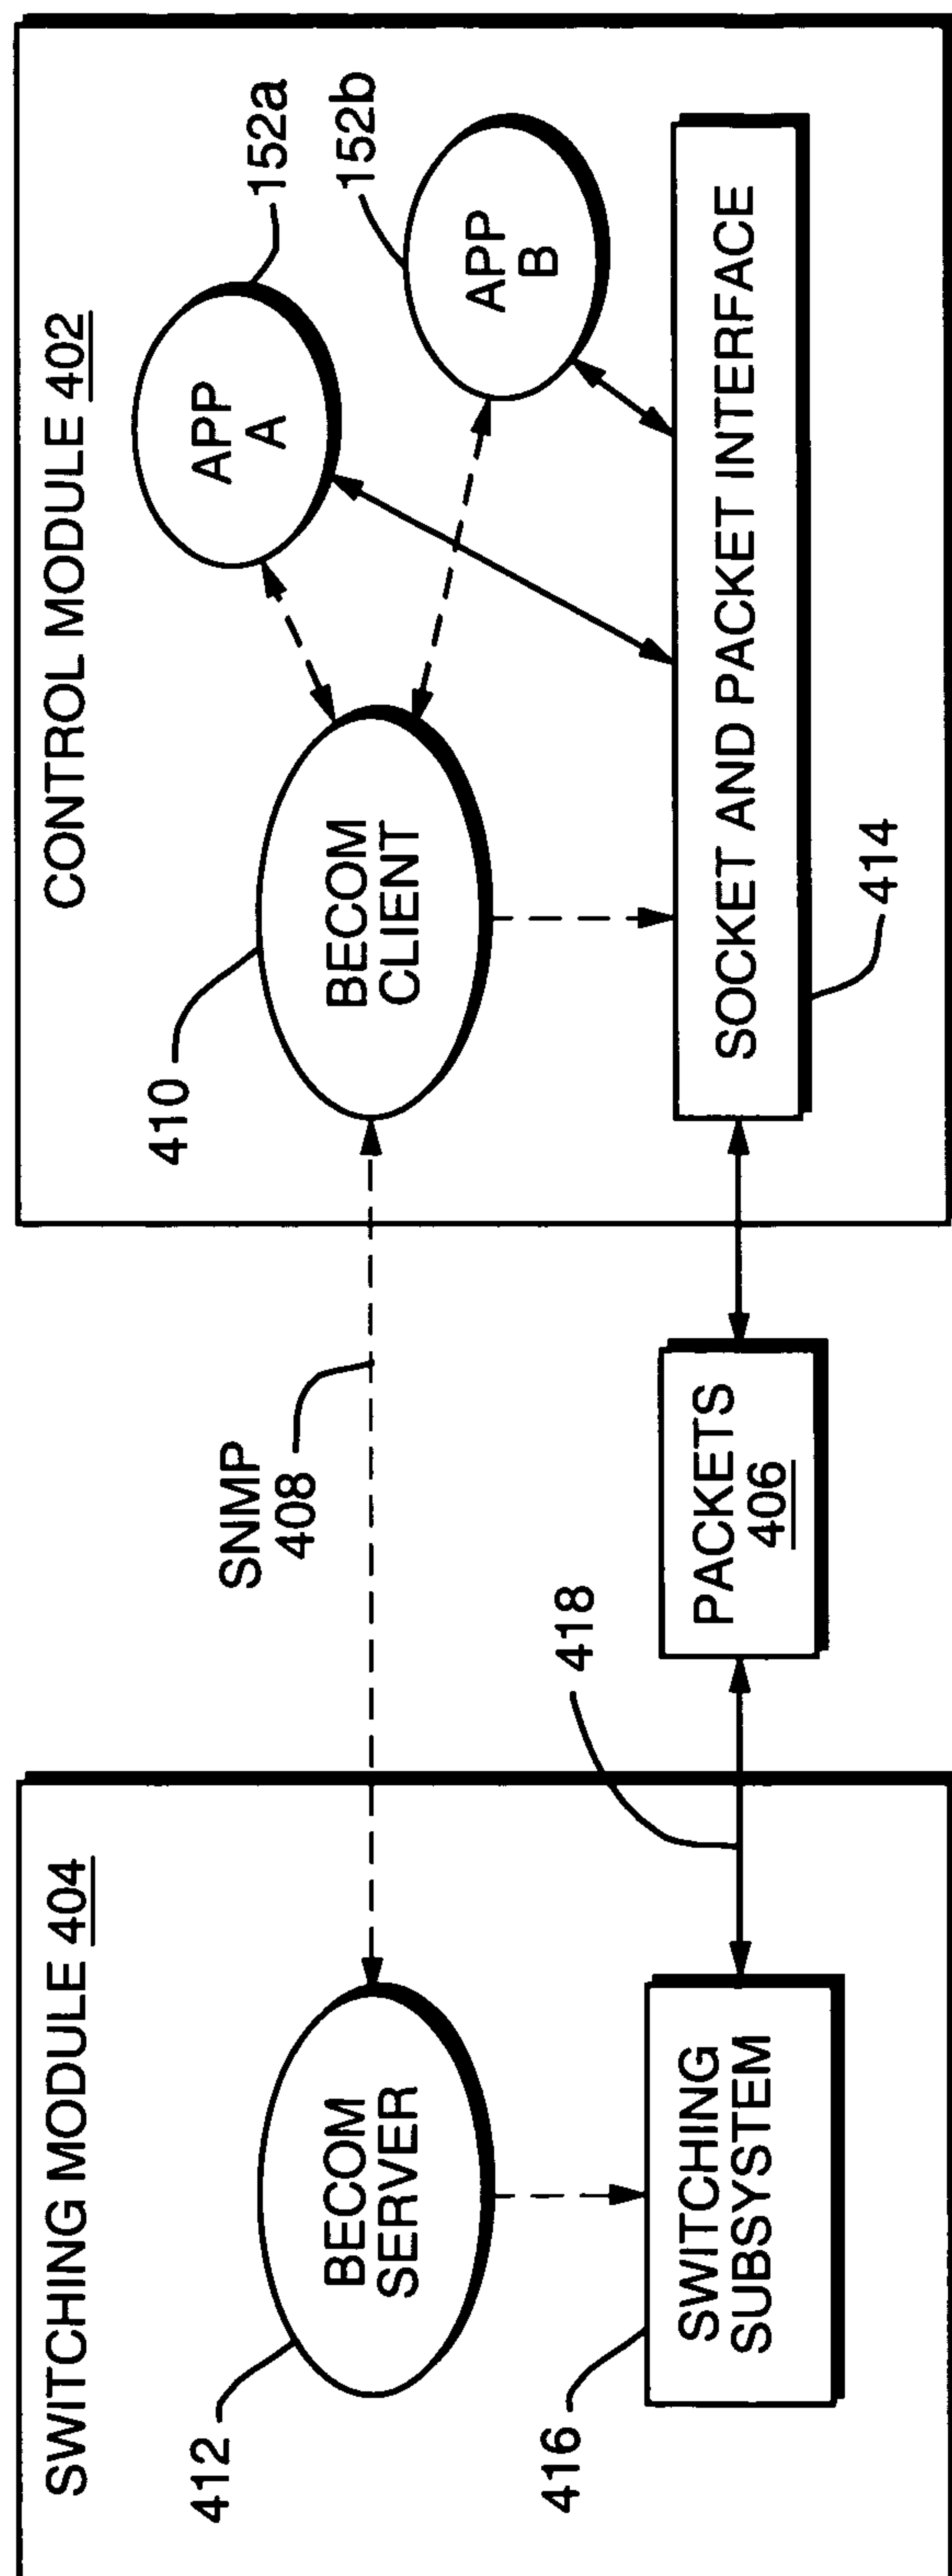 SWITCHING MODULE 404
BECOM
SERVER
412
SWITCHING
SUBSYSTEM
416
SNMP
408
418
PACKETS
406
CONTROL MODULE 402
410
BECOM
CLIENT
APP
A
152a
APP
B
152b
SOCKET AND PACKET INTERFACE
414